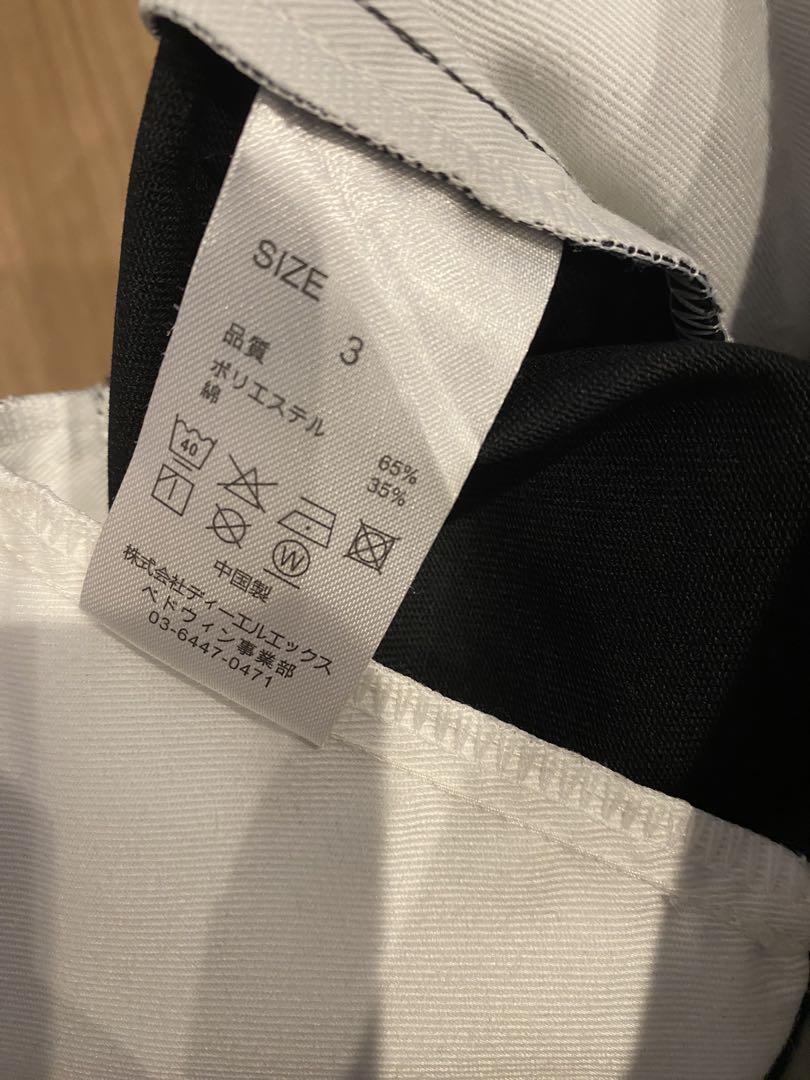 SIZE 3
品質
ポリエステル 65%
綿 35%
40
W
中国製
株式会社ディーエルエックス
ベドウィン事業部
03-6447-0471